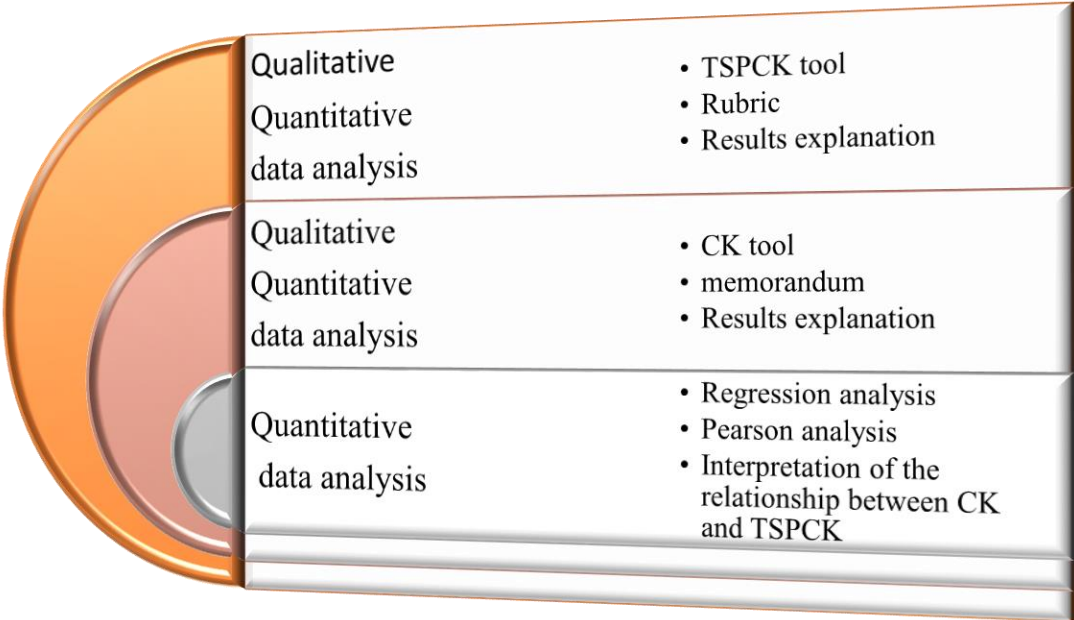 Qualitative
Quantitative
data analysis
• TSPCK tool
• Rubric
• Results explanation
Qualitative
Quantitative
data analysis
• CK tool
• memorandum
• Results explanation
Quantitative
data analysis
• Regression analysis
• Pearson analysis
• Interpretation of the
relationship between CK
and TSPCK